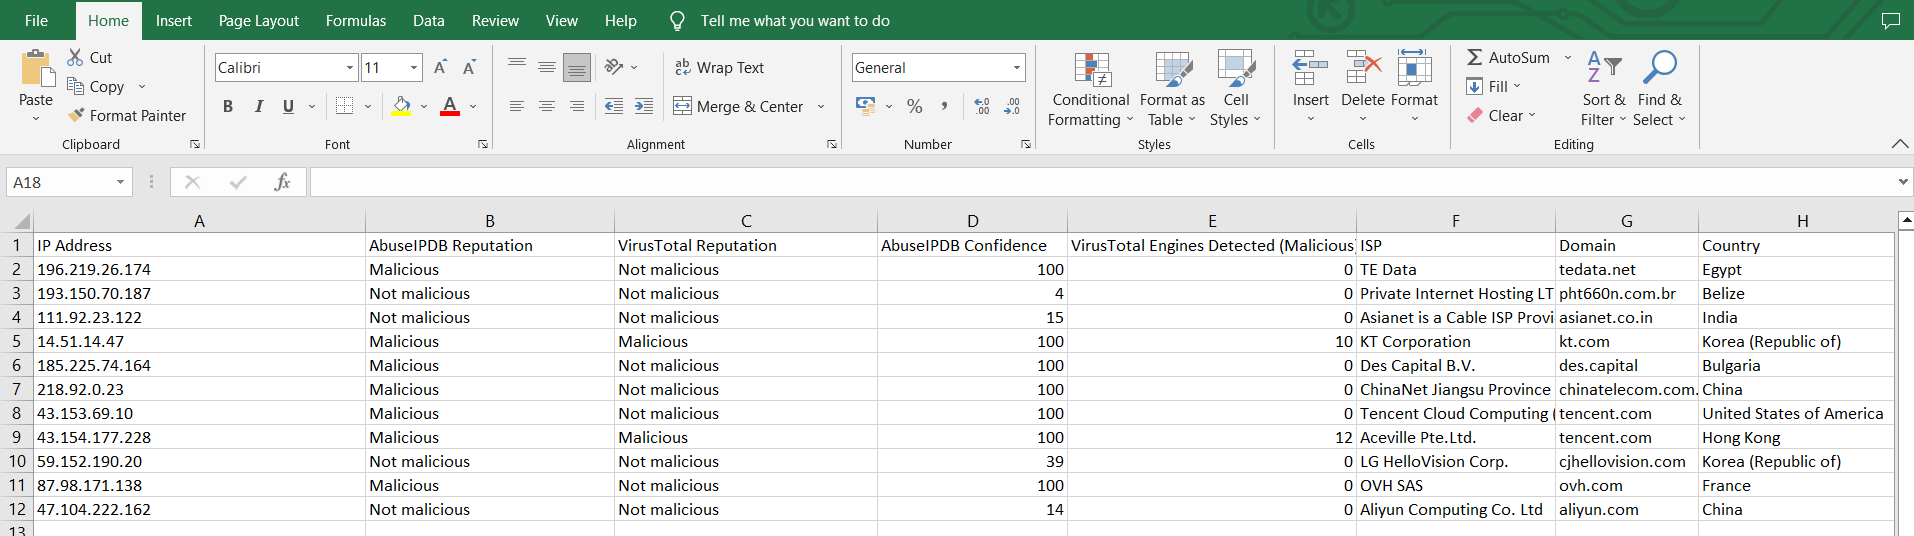 File Home Insert Page Layout Formulas Data Review View Help Tell me what you want to do
Paste Cut Copy Format Painter Clipboard
Calibri 11 A A B I U A Font
ab Wrap Text Merge & Center Alignment
General % , .0 .00 .00 .0 Number
Conditional Formatting Format as Table Cell Styles Styles
Insert Delete Format Cells
AutoSum Fill Clear A Z Sort & Filter Find & Select Editing
A18 fx
A B C D E F G H
1 IP Address AbuseIPDB Reputation VirusTotal Reputation AbuseIPDB Confidence VirusTotal Engines Detected (Malicious) ISP Domain Country
2 196.219.26.174 Malicious Not malicious 100 0 TE Data tedata.net Egypt
3 193.150.70.187 Not malicious Not malicious 4 0 Private Internet Hosting LT pht660n.com.br Belize
4 111.92.23.122 Not malicious Not malicious 15 0 Asianet is a Cable ISP Provi asianet.co.in India
5 14.51.14.47 Malicious Malicious 100 10 KT Corporation kt.com Korea (Republic of)
6 185.225.74.164 Malicious Not malicious 100 0 Des Capital B.V. des.capital Bulgaria
7 218.92.0.23 Malicious Not malicious 100 0 ChinaNet Jiangsu Province chinatelecom.com. China
8 43.153.69.10 Malicious Not malicious 100 0 Tencent Cloud Computing ( tencent.com United States of America
9 43.154.177.228 Malicious Malicious 100 12 Aceville Pte.Ltd. tencent.com Hong Kong
10 59.152.190.20 Not malicious Not malicious 39 0 LG HelloVision Corp. cjhellovision.com Korea (Republic of)
11 87.98.171.138 Malicious Not malicious 100 0 OVH SAS ovh.com France
12 47.104.222.162 Not malicious Not malicious 14 0 Aliyun Computing Co. Ltd aliyun.com China
13